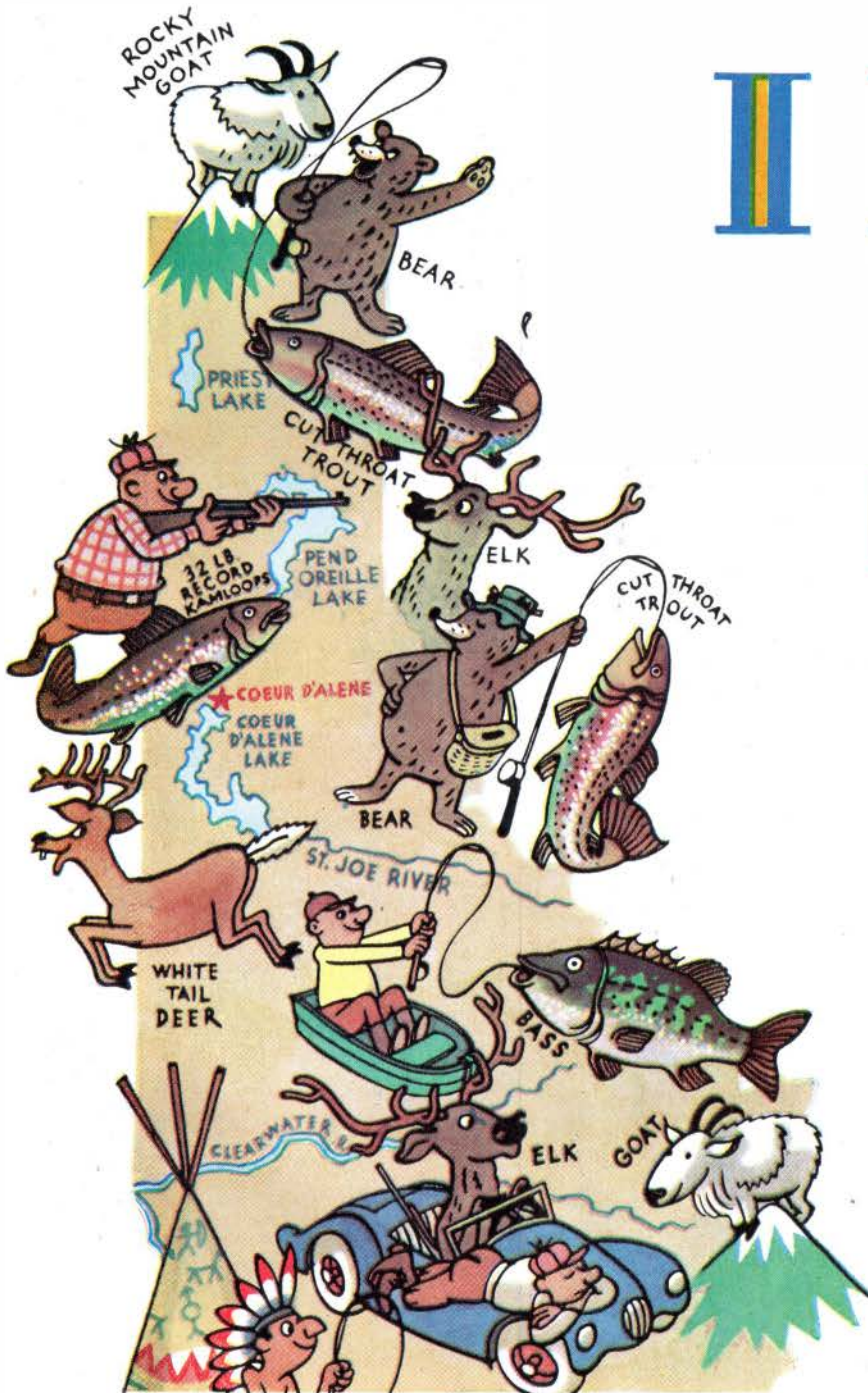 ROCKY
MOUNTAIN
GOAT
I
BEAR
PRIEST
LAKE
CUT THROAT
TROUT
ELK
32 LB.
RECORD
KAMLOOPS
PEND
OREILLE
LAKE
CUT THROAT
TROUT
COEUR D'ALENE
COEUR
D'ALENE
LAKE
BEAR
ST. JOE RIVER
WHITE
TAIL
DEER
BASS
CLEARWATER R.
ELK
GOAT